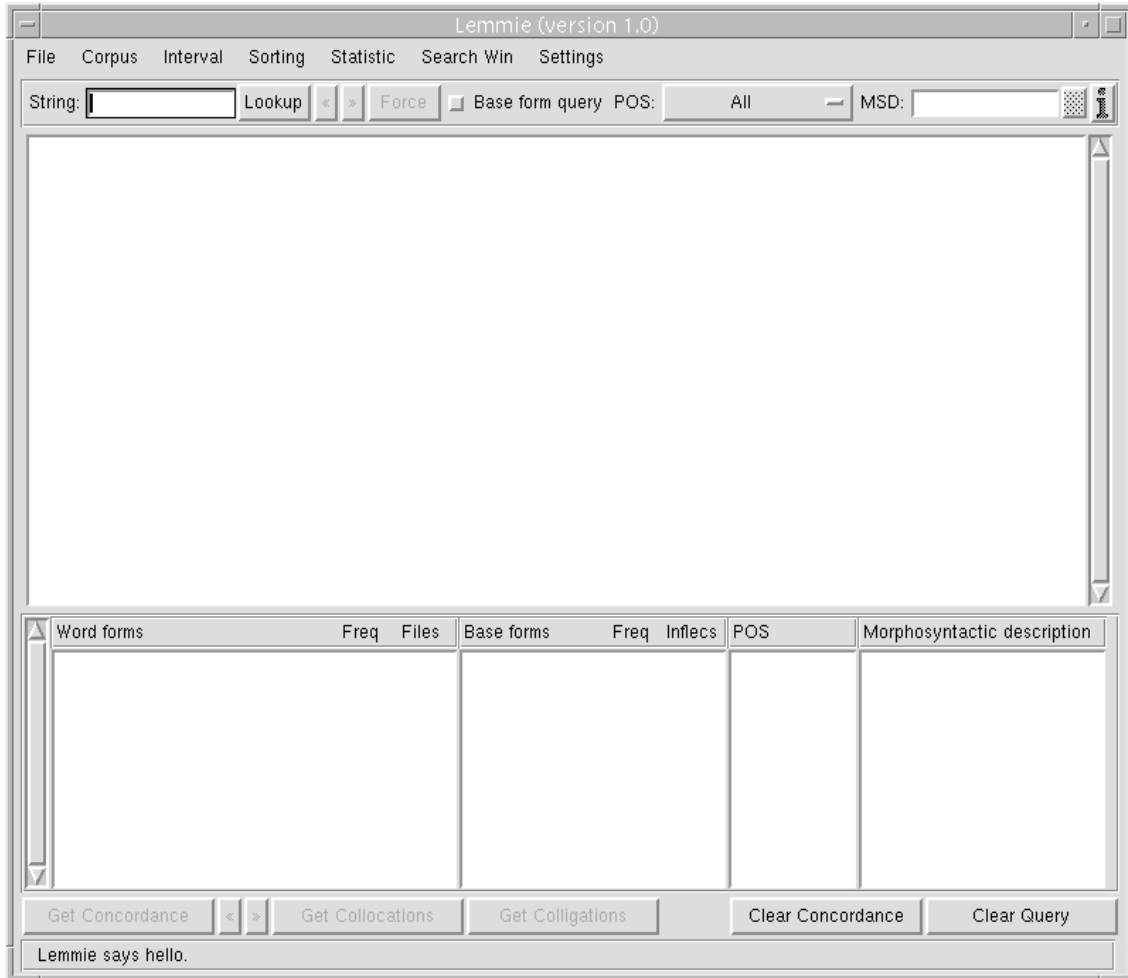 Lemmie (version 1.0)
File Corpus Interval Sorting Statistic Search Win Settings
String: Lookup « » Force Base form query POS: All MSD: i
Word forms Freq Files Base forms Freq Inflecs POS Morphosyntactic description
Get Concordance « » Get Collocations Get Colligations Clear Concordance Clear Query
Lemmie says hello.